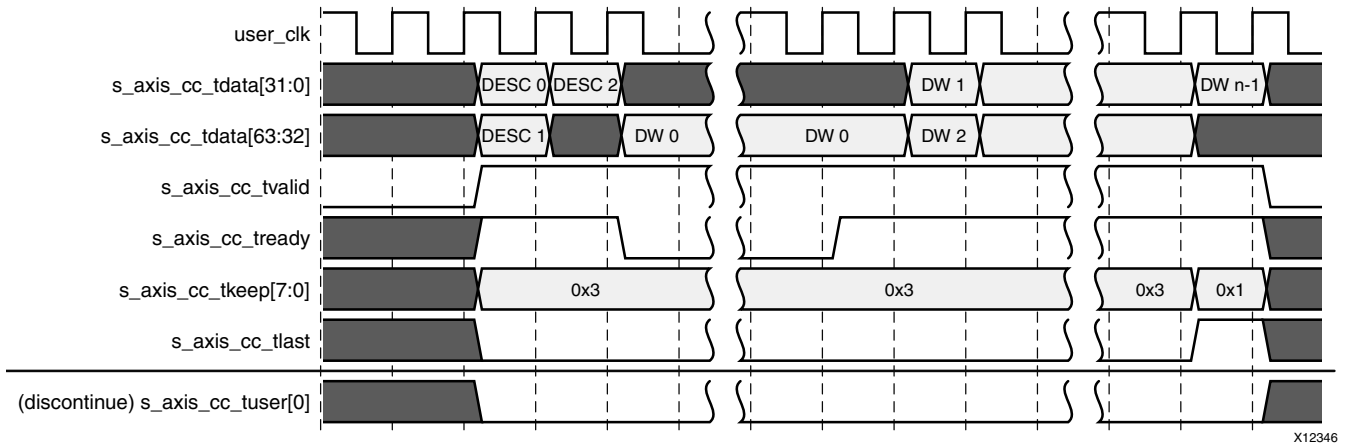 user_clk
s_axis_cc_tdata[31:0] DESC 0 DESC 2 DW 1 DW n-1
s_axis_cc_tdata[63:32] DESC 1 DW 0 DW 0 DW 2
s_axis_cc_tvalid
s_axis_cc_tready
s_axis_cc_tkeep[7:0] 0x3 0x3 0x3 0x1
s_axis_cc_tlast
(discontinue) s_axis_cc_tuser[0]
X12346